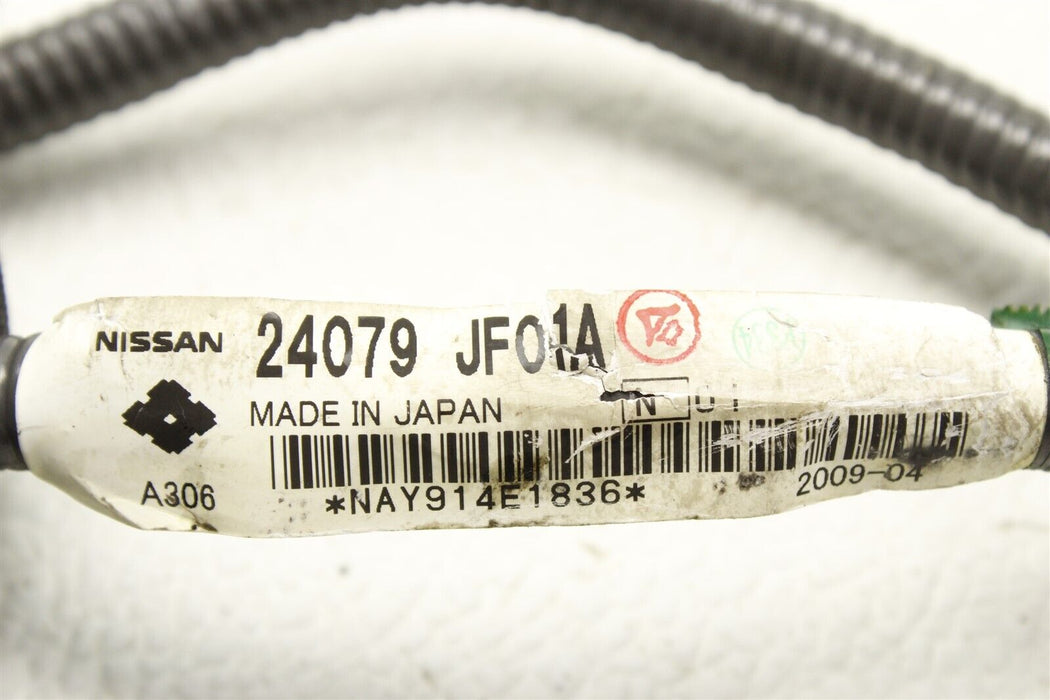 NISSAN 24079 JF01A
MADE IN JAPAN N
A306 *NAY914E1836* 2009-04